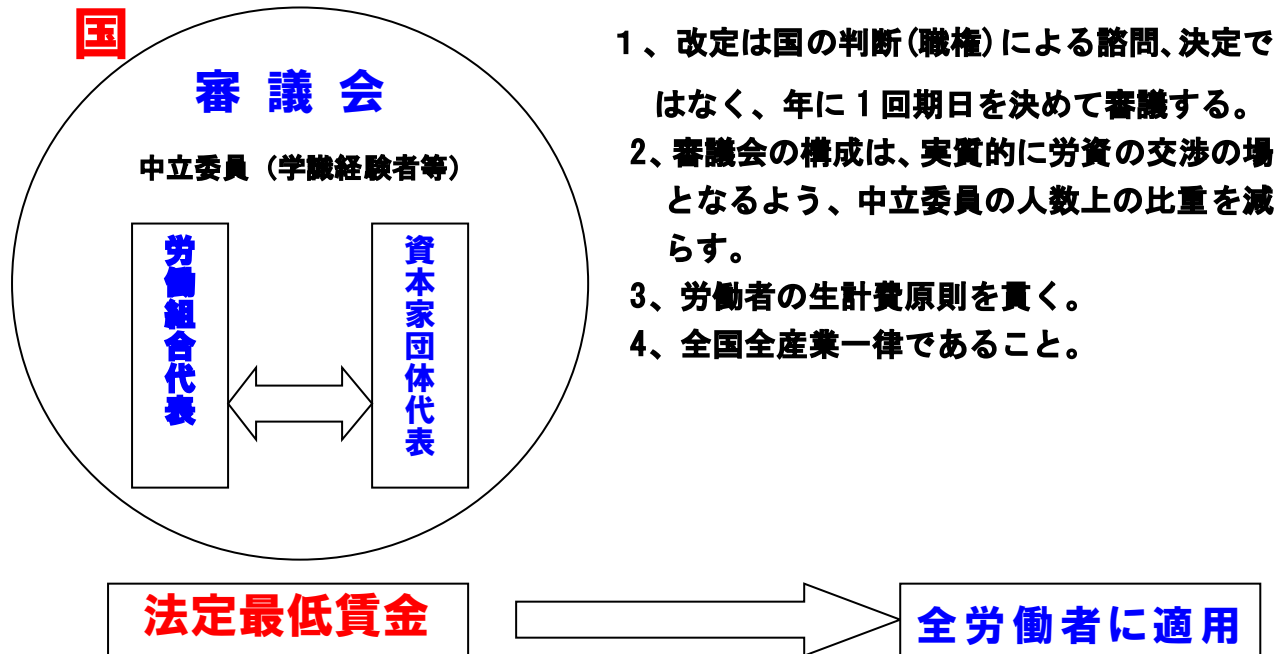 国
審議会
中立委員（学識経験者等）
労働組合代表
資本家団体代表
１、改定は国の判断(職権)による諮問、決定で
はなく、年に１回期日を決めて審議する。
2、審議会の構成は、実質的に労資の交渉の場
となるよう、中立委員の人数上の比重を減
らす。
3、労働者の生計費原則を貫く。
4、全国全産業一律であること。
法定最低賃金
全労働者に適用